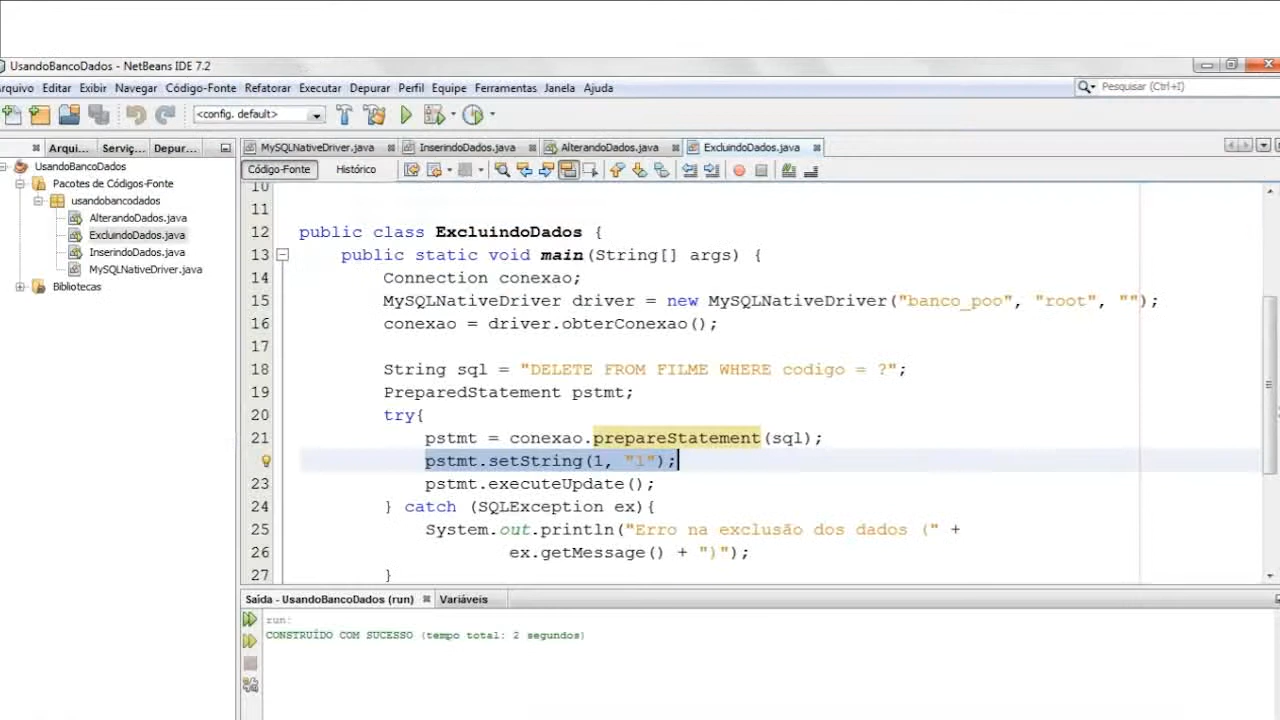 UsandoBancoDados - NetBeans IDE 7.2
rquivo Editar Exibir Navegar Código-Fonte Refatorar Executar Depurar Perfil Equipe Ferramentas Janela Ajuda
Pesquisar (Ctrl+I)
<config. default>
Arqui... Serviç... Depur...
MySQLNativeDriver.java InserindoDados.java AlterandoDados.java ExcluindoDados.java
UsandoBancoDados
Pacotes de Códigos-Fonte
usandobancodados
AlterandoDados.java
ExcluindoDados.java
InserindoDados.java
MySQLNativeDriver.java
Bibliotecas
Código-Fonte Histórico
10
11
12 public class ExcluindoDados {
13 public static void main(String[] args) {
14 Connection conexao;
15 MySQLNativeDriver driver = new MySQLNativeDriver("banco_poo", "root", "");
16 conexao = driver.obterConexao();
17
18 String sql = "DELETE FROM FILME WHERE codigo = ?";
19 PreparedStatement pstmt;
20 try{
21 pstmt = conexao.prepareStatement(sql);
pstmt.setString(1, "1");
23 pstmt.executeUpdate();
24 } catch (SQLException ex){
25 System.out.println("Erro na exclusão dos dados (" +
26 ex.getMessage() + ")");
27 }
Saída - UsandoBancoDados (run) Variáveis
run:
CONSTRUÍDO COM SUCESSO (tempo total: 2 segundos)